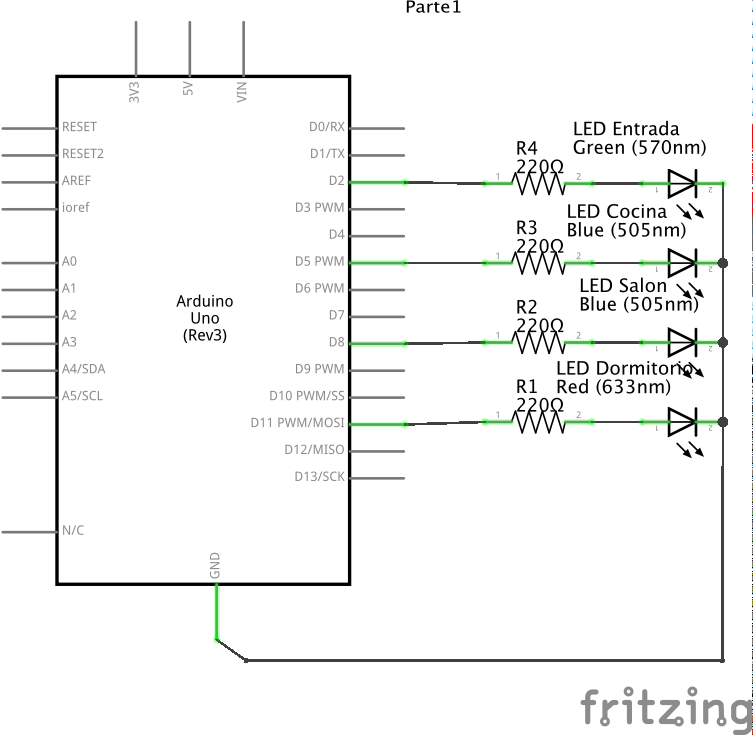 Parte1
3V3
5V
VIN
RESET
RESET2
AREF
ioref
A0
A1
A2
A3
A4/SDA
A5/SCL
N/C
Arduino
Uno
(Rev3)
D0/RX
D1/TX
D2
D3 PWM
D4
D5 PWM
D6 PWM
D7
D8
D9 PWM
D10 PWM/SS
D11 PWM/MOSI
D12/MISO
D13/SCK
GND
R4
220Ω
1
2
LED Entrada
Green (570nm)
1
2
R3
220Ω
1
2
LED Cocina
Blue (505nm)
1
2
R2
220Ω
1
2
LED Salon
Blue (505nm)
1
2
R1
220Ω
1
2
LED Dormitorio
Red (633nm)
1
2
fritzing